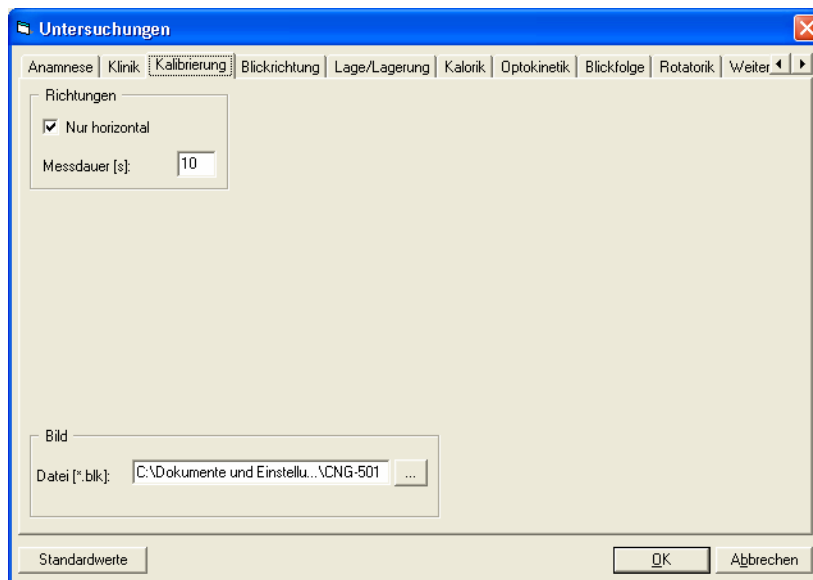 Untersuchungen
Anamnese Klinik Kalibrierung Blickrichtung Lage/Lagerung Kalorik Optokinetik Blickfolge Rotatorik Weiter
Richtungen
Nur horizontal
Messdauer [s]: 10
Bild
Datei [*.blk]: C:\Dokumente und Einstellu...\CNG-501 ...
Standardwerte OK Abbrechen